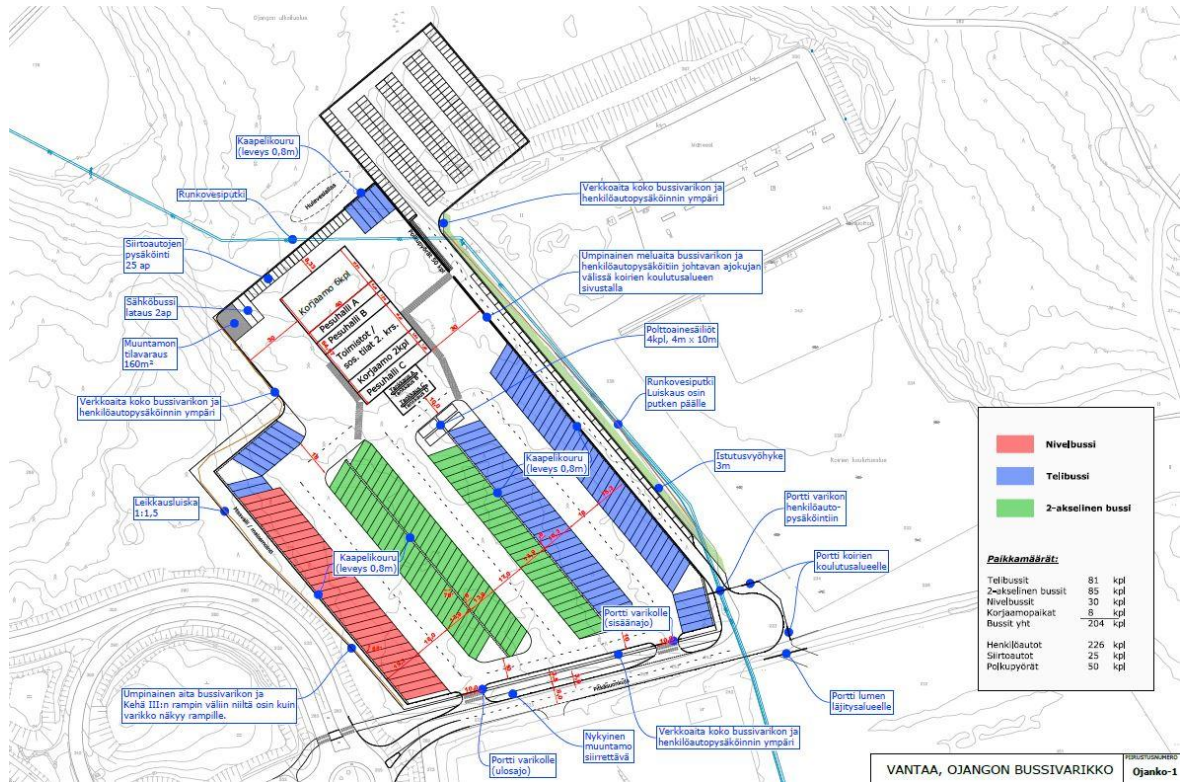 Ojangon ulkoilualue
Kaapelikouru
(leveys 0,8m)
Runkovesiputki
Siirtoautojen
pysäköinti
25 ap
Sähköbussi
lataus 2ap
Muuntamon
tilavaraus
160m²
Verkkoaita koko bussivarikon ja
henkilöautopysäköinnin ympäri
Korjaamo 6kpl
Pesuhalli A
Pesuhalli B
Toimistot /
sos. tilat 2. krs.
Korjaamo 2kpl
Pesuhalli C
Verkkoaita koko bussivarikon ja
henkilöautopysäköinnin ympäri
Umpinainen meluaita bussivarikon ja
henkilöautopysäköitiin johtavan ajokujan
välissä koirien koulutusalueen
sivustalla
Polttoainesäiliöt
4kpl, 4m x 10m
Runkovesiputki
Luiskaus osin
putken päälle
Kaapelikouru
(leveys 0,8m)
Istutusvyöhyke
3m
Koirien koulutusalue
Portti varikon
henkilöauto-
pysäköintiin
Portti koirien
koulutusalueelle
Leikkausluiska
1:1,5
Kaapelikouru
(leveys 0,8m)
Portti varikolle
(sisäänajo)
Umpinainen aita bussivarikon ja
Kehä III:n rampin väliin niiltä osin kuin
varikko näkyy rampille.
Portti varikolle
(ulosajo)
Nykyinen
muuntamo
siirrettävä
Verkkoaita koko bussivarikon ja
henkilöautopysäköinnin ympäri
Portti lumen
läjitysalueelle
Nivelbussi
Telibussi
2-akselinen bussi
Paikkamäärät:
Telibussit 81 kpl
2-akselinen bussit 85 kpl
Nivelbussit 30 kpl
Korjaamopaikat 8 kpl
Bussit yht 204 kpl
Henkilöautot 226 kpl
Siirtoautot 25 kpl
Polkupyörät 50 kpl
VANTAA, OJANGON BUSSIVARIKKO
PIIRUSTUSNUMERO
Ojanko-1